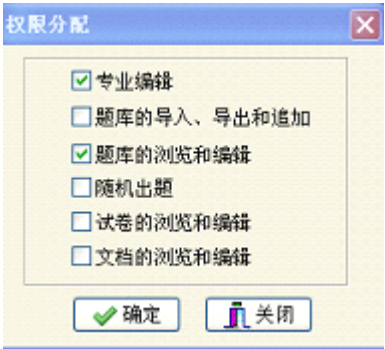 权限分配
专业编辑
题库的导入、导出和追加
题库的浏览和编辑
随机出题
试卷的浏览和编辑
文档的浏览和编辑
确定 关闭